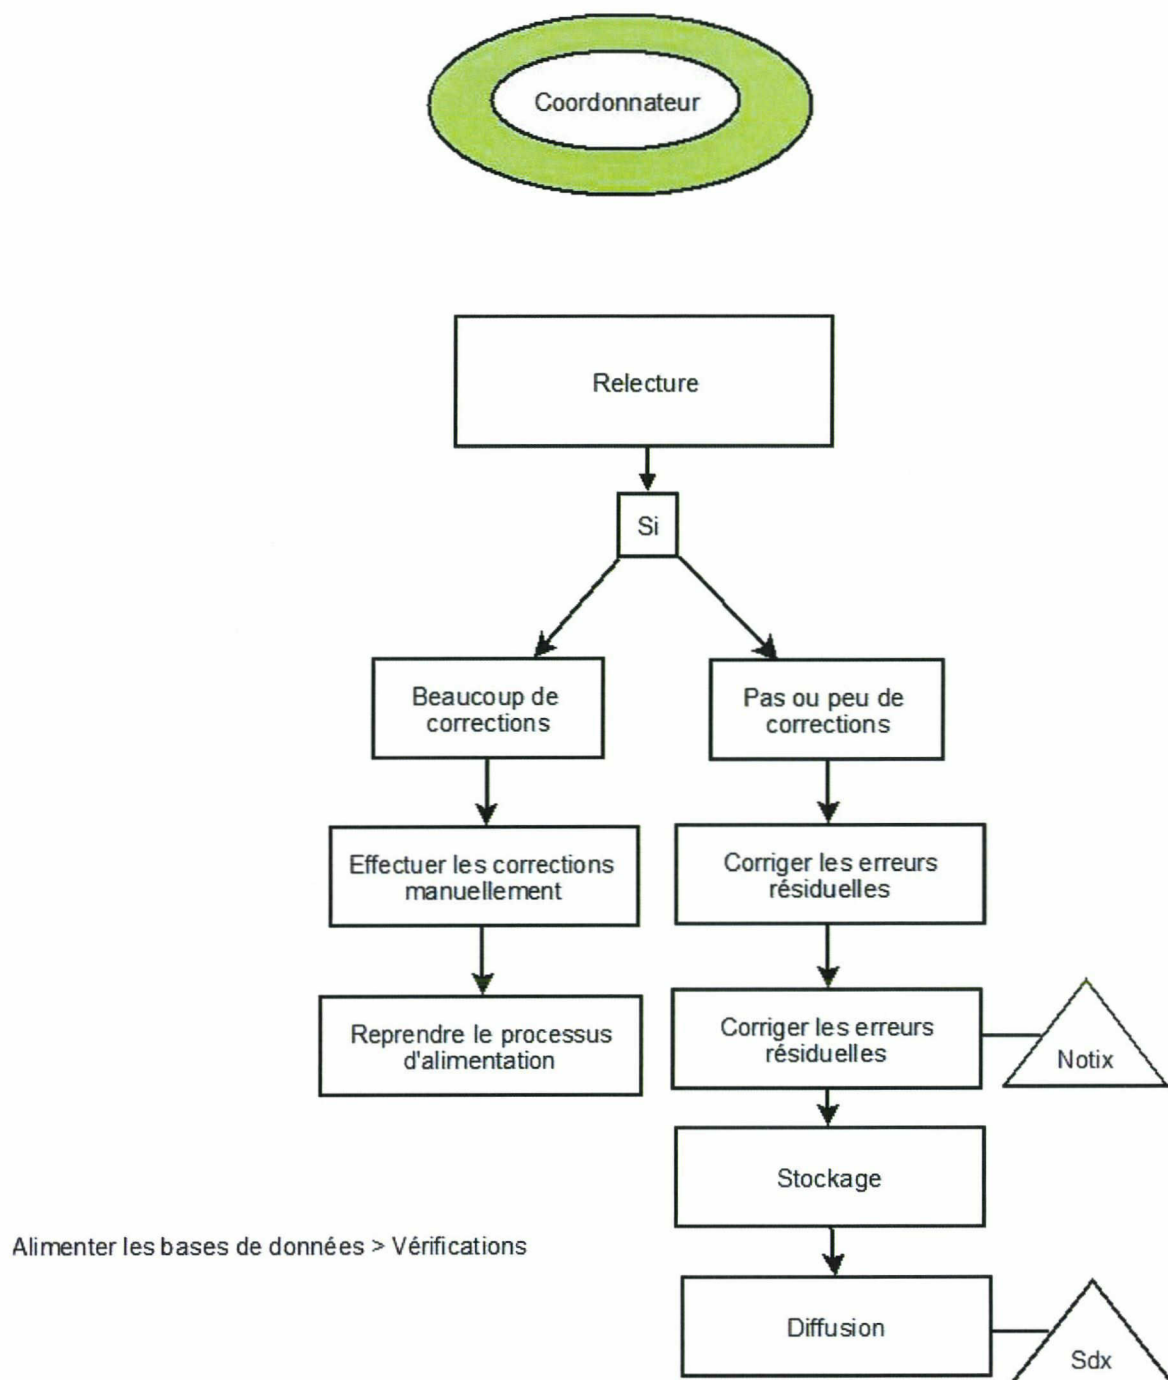 Coordonnateur
Relecture
Si
Beaucoup de
corrections
Pas ou peu de
corrections
Effectuer les corrections
manuellement
Corriger les erreurs
résiduelles
Reprendre le processus
d'alimentation
Corriger les erreurs
résiduelles
Notix
Stockage
Alimenter les bases de données > Vérifications
Diffusion
Sdx